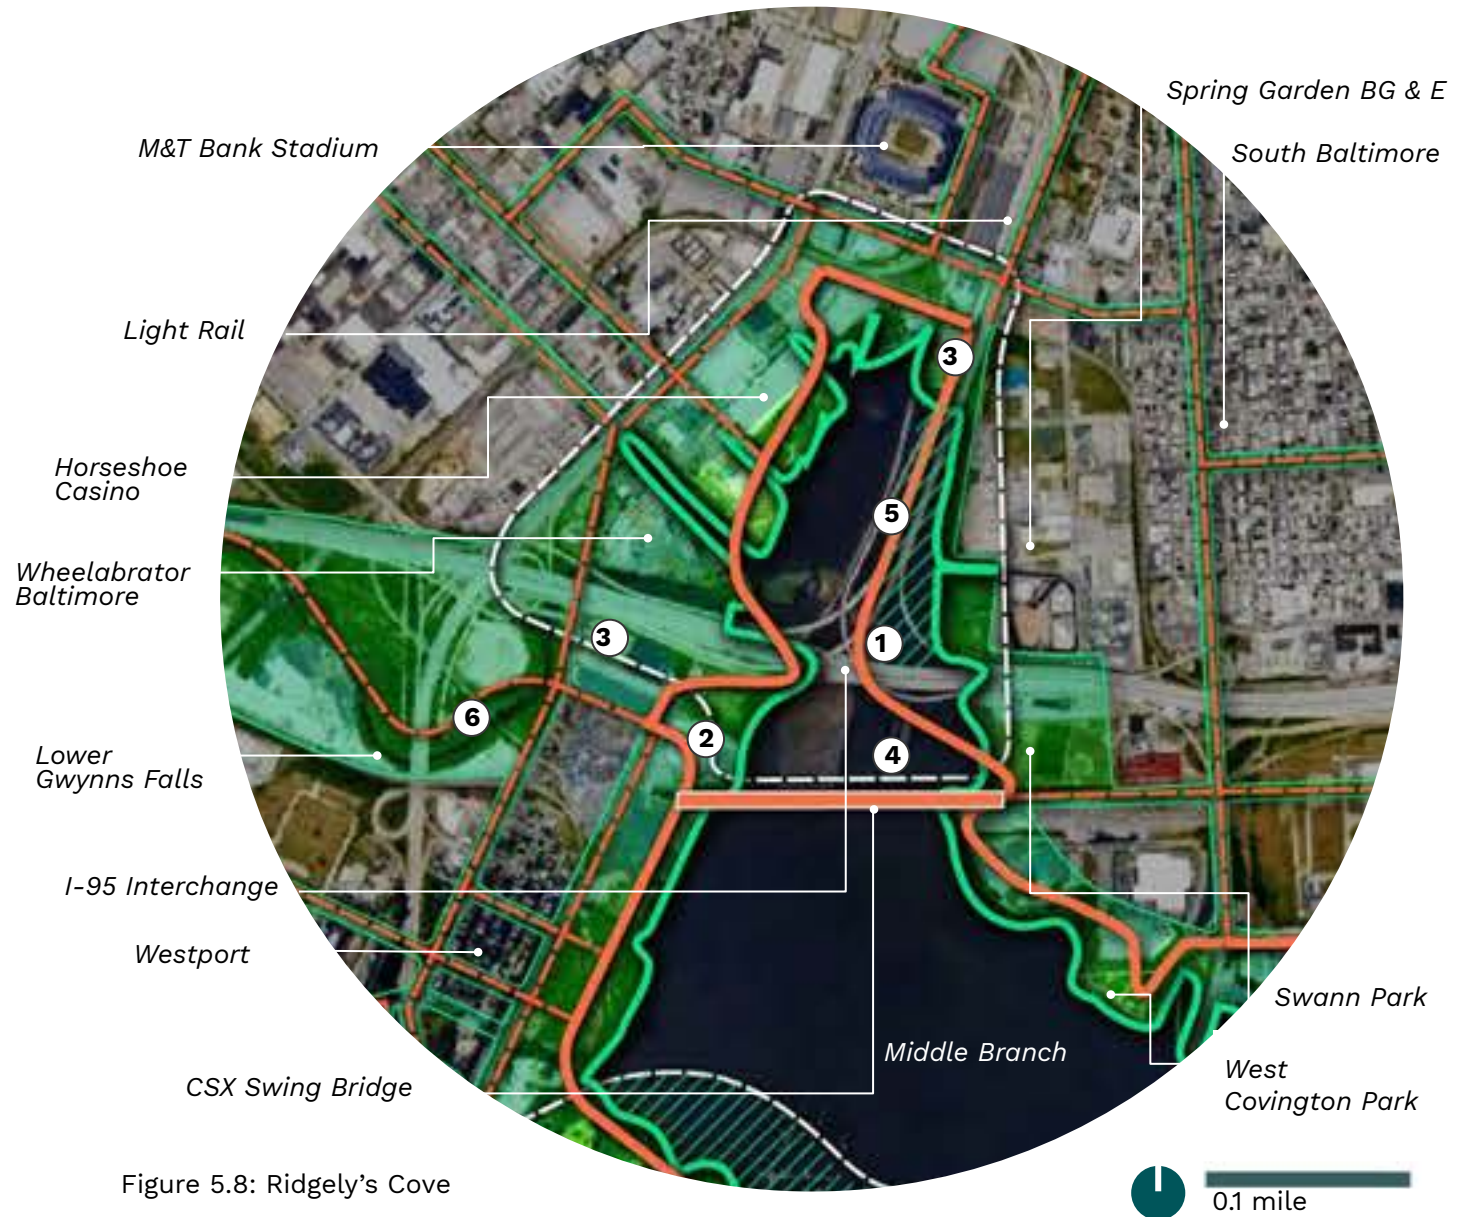 Spring Garden BG & E
M&T Bank Stadium
South Baltimore
Light Rail
3
Horseshoe
Casino
5
Wheelabrator
Baltimore
3
1
6
2
Lower
Gwynns Falls
4
I-95 Interchange
Westport
Swann Park
Middle Branch
West
Covington Park
CSX Swing Bridge
Figure 5.8: Ridgely's Cove
0.1 mile